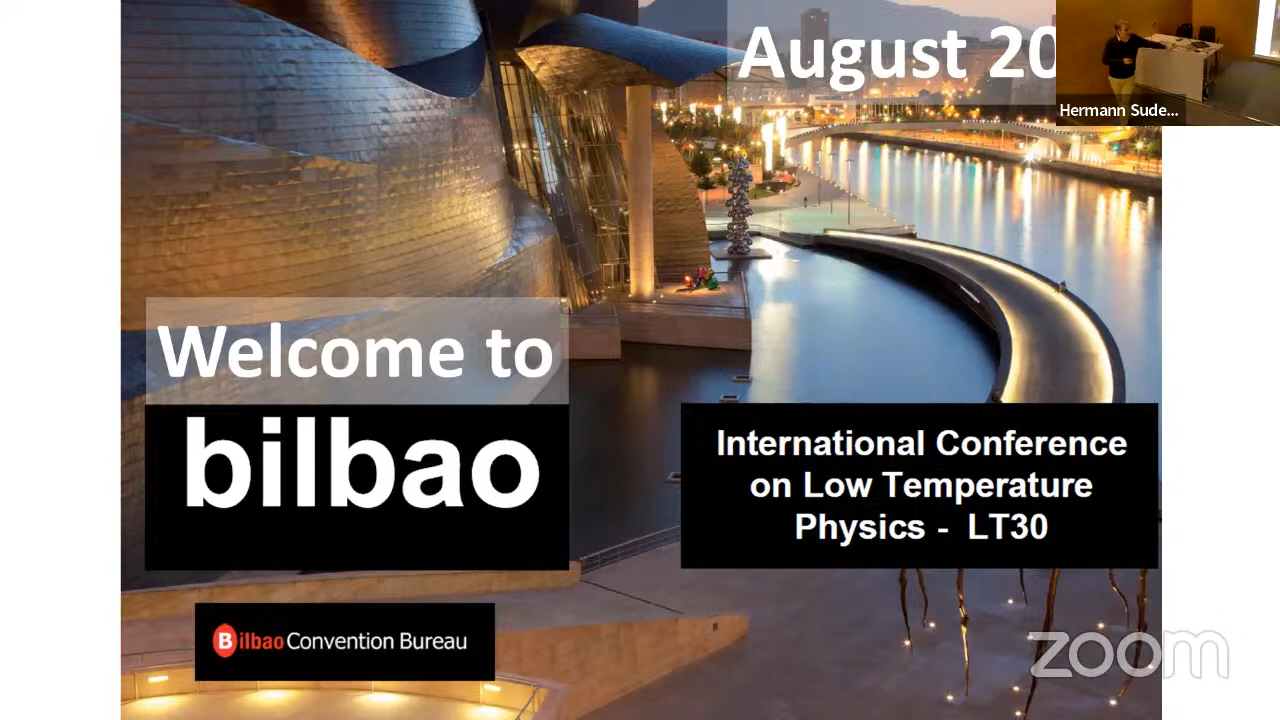 August 20
Hermann Sude...
Welcome to
bilbao
International Conference
on Low Temperature
Physics - LT30
Bilbao Convention Bureau
zoom